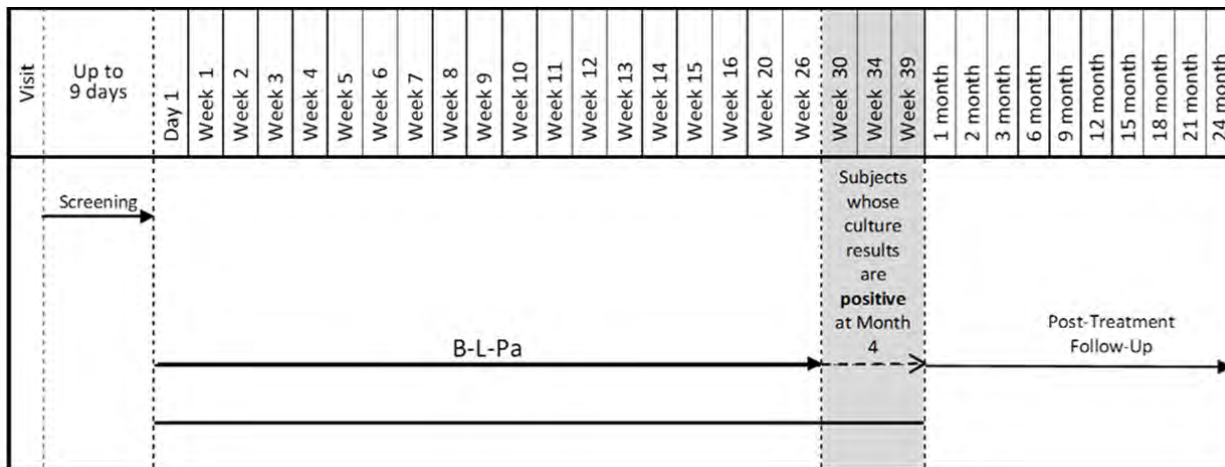 Visit
Up to
9 days
Day 1
Week 1
Week 2
Week 3
Week 4
Week 5
Week 6
Week 7
Week 8
Week 9
Week 10
Week 11
Week 12
Week 13
Week 14
Week 15
Week 16
Week 20
Week 26
Week 30
Week 34
Week 39
1 month
2 month
3 month
6 month
9 month
12 month
15 month
18 month
21 month
24 month
Screening
B-L-Pa
Subjects
whose
culture
results
are
positive
at Month
4
Post-Treatment
Follow-Up